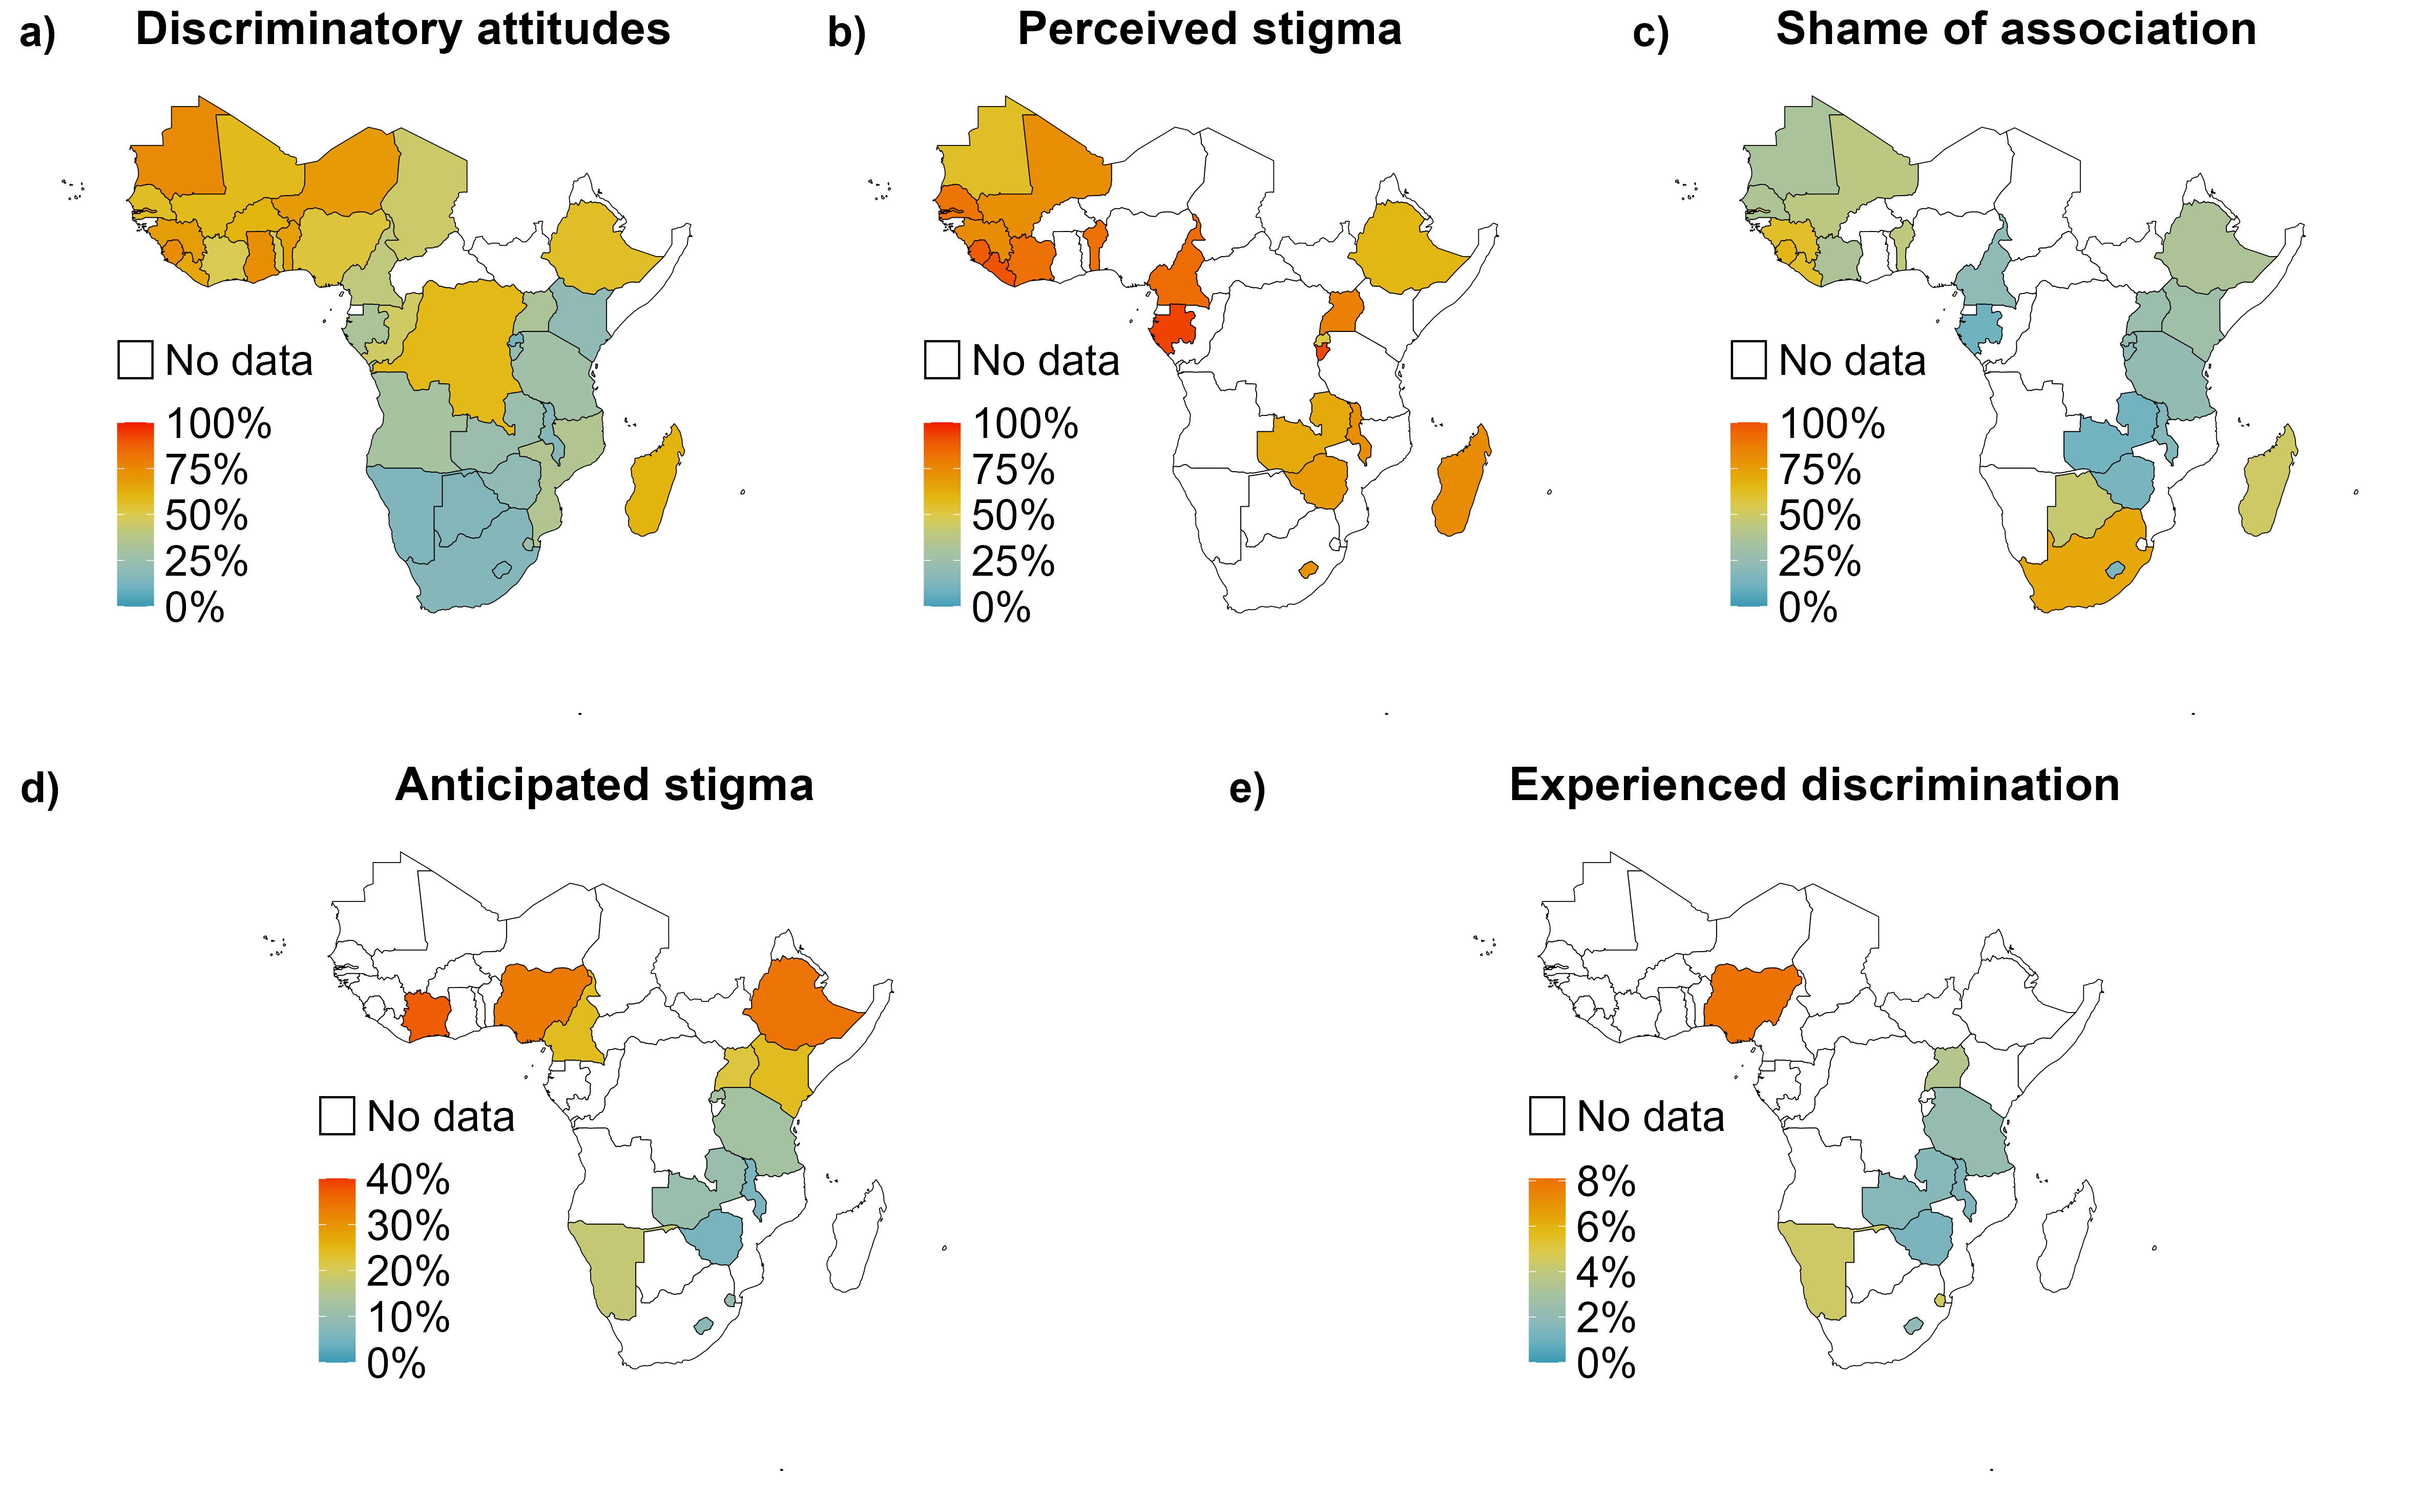 a) Discriminatory attitudes
No data
100%
75%
50%
25%
0%
b) Perceived stigma
No data
100%
75%
50%
25%
0%
c) Shame of association
No data
100%
75%
50%
25%
0%
d) Anticipated stigma
No data
40%
30%
20%
10%
0%
e) Experienced discrimination
No data
8%
6%
4%
2%
0%